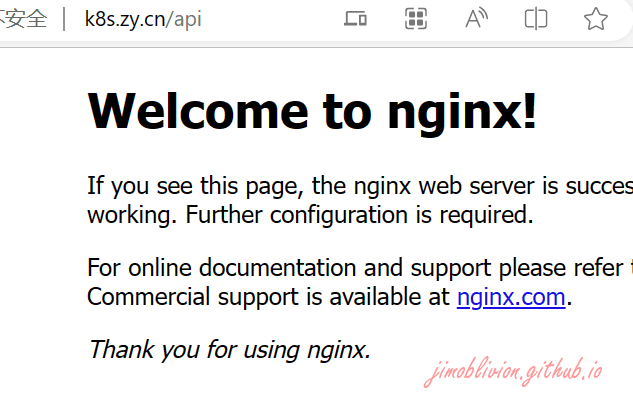 不安全 k8s.zy.cn/api
Welcome to nginx!
If you see this page, the nginx web server is succes
working. Further configuration is required.
For online documentation and support please refer t
Commercial support is available at nginx.com.
Thank you for using nginx.
jimoblivion.github.io